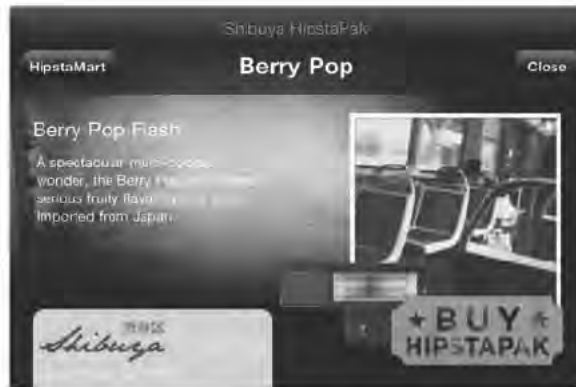 Shibuya HipstaPak
HipstaMart
Berry Pop
Close
Berry Pop Flash
A spectacular
wonder, the Berry
serious fruity flavor
Imported from Japan.
渋谷区
Shibuya
BUY
HIPSTAPAK